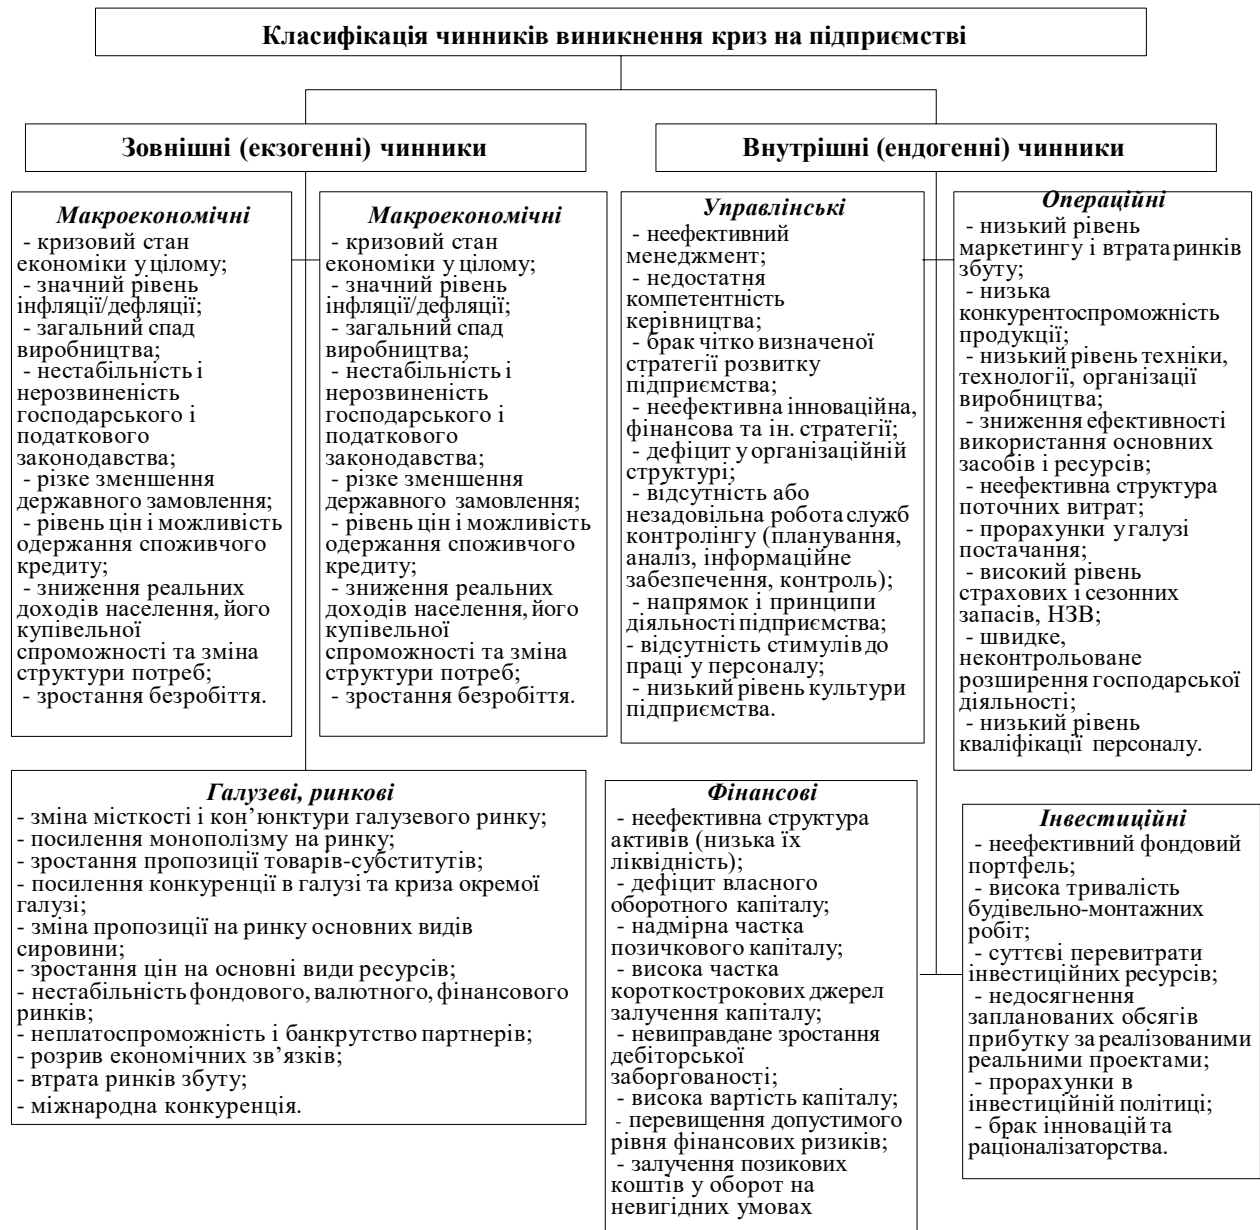 Класифікація чинників виникнення криз на підприємстві
Зовнішні (екзогенні) чинники
Внутрішні (ендогенні) чинники
Макроекономічні
- кризовий стан
економіки у цілому;
- значний рівень
інфляції/дефляції;
- загальний спад
виробництва;
- нестабільність і
нерозвиненість
господарського і
податкового
законодавства;
- різке зменшення
державного замовлення;
- рівень цін і можливість
одержання споживчого
кредиту;
- зниження реальних
доходів населення, його
купівельної
спроможності та зміна
структури потреб;
- зростання безробіття.
Макроекономічні
- кризовий стан
економіки у цілому;
- значний рівень
інфляції/дефляції;
- загальний спад
виробництва;
- нестабільність і
нерозвиненість
господарського і
податкового
законодавства;
- різке зменшення
державного замовлення;
- рівень цін і можливість
одержання споживчого
кредиту;
- зниження реальних
доходів населення, його
купівельної
спроможності та зміна
структури потреб;
- зростання безробіття.
Управлінські
- неефективний
менеджмент;
- недостатня
компетентність
керівництва;
- брак чітко визначеної
стратегії розвитку
підприємства;
- неефективна інноваційна,
фінансова та ін. стратегії;
- дефіцит у організаційній
структурі;
- відсутність або
незадовільна робота служб
контролінгу (планування,
аналіз, інформаційне
забезпечення, контроль);
- напрямок і принципи
діяльності підприємства;
- відсутність стимулів до
праці у персоналу;
- низький рівень культури
підприємства.
Операційні
- низький рівень
маркетингу і втрата ринків
збуту;
- низька
конкурентоспроможність
продукції;
- низький рівень техніки,
технології, організації
виробництва;
- зниження ефективності
використання основних
засобів і ресурсів;
- неефективна структура
поточних витрат;
- прорахунки у галузі
постачання;
- високий рівень
страхових і сезонних
запасів, НЗВ;
- швидке,
неконтрольоване
розширення господарської
діяльності;
- низький рівень
кваліфікації персоналу.
Галузеві, ринкові
- зміна місткості і кон’юнктури галузевого ринку;
- посилення монополізму на ринку;
- зростання пропозиції товарів-субститутів;
- посилення конкуренції в галузі та криза окремої
галузі;
- зміна пропозиції на ринку основних видів
сировини;
- зростання цін на основні види ресурсів;
- нестабільність фондового, валютного, фінансового
ринків;
- неплатоспроможність і банкрутство партнерів;
- розрив економічних зв’язків;
- втрата ринків збуту;
- міжнародна конкуренція.
Фінансові
- неефективна структура
активів (низька їх
ліквідність);
- дефіцит власного
оборотного капіталу;
- надмірна частка
позичкового капіталу;
- висока частка
короткострокових джерел
залучення капіталу;
- невиправдане зростання
дебіторської
заборгованості;
- висока вартість капіталу;
- перевищення допустимого
рівня фінансових ризиків;
- залучення позикових
коштів у оборот на
невигідних умовах
Інвестиційні
- неефективний фондовий
портфель;
- висока тривалість
будівельно-монтажних
робіт;
- суттєві перевитрати
інвестиційних ресурсів;
- недосягнення
запланованих обсягів
прибутку за реалізованими
реальними проектами;
- прорахунки в
інвестиційній політиці;
- брак інновацій та
раціоналізаторства.